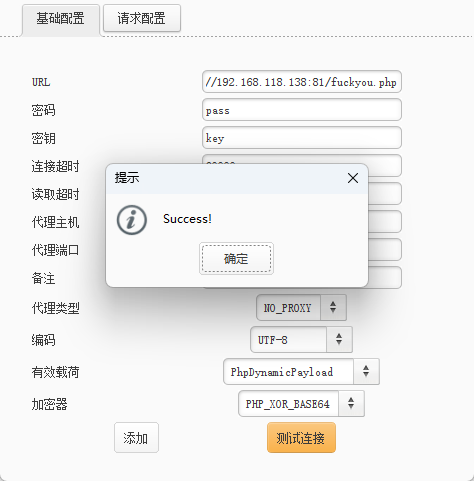 基础配置 请求配置
URL //192.168.118.138:81/fuckyou.php
密码 pass
密钥 key
连接超时
读取超时
代理主机
代理端口
备注
提示
Success!
确定
代理类型 NO_PROXY
编码 UTF-8
有效载荷 PhpDynamicPayload
加密器 PHP_XOR_BASE64
添加 测试连接